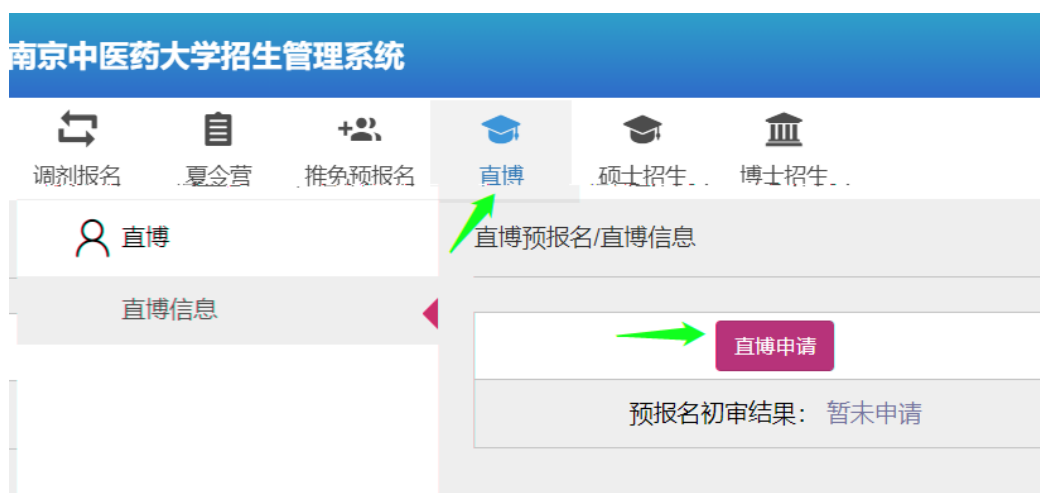 南京中医药大学招生管理系统
调剂报名 夏令营 推免预报名 直博 硕士招生 博士招生
直博
直博预报名/直博信息
直博信息
直博申请
预报名初审结果： 暂未申请